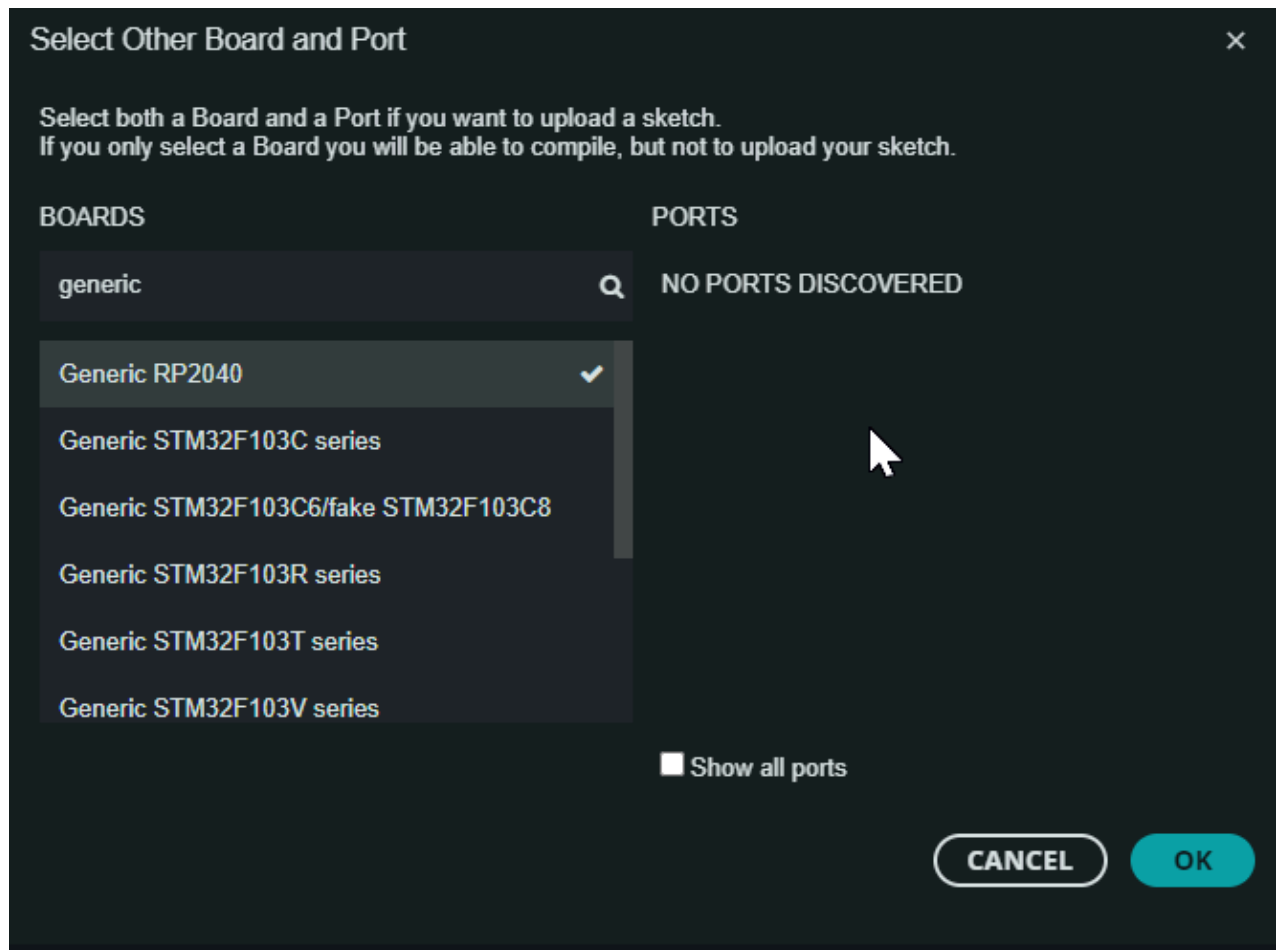 Select Other Board and Port
Select both a Board and a Port if you want to upload a sketch.
If you only select a Board you will be able to compile, but not to upload your sketch.
BOARDS
PORTS
generic
NO PORTS DISCOVERED
Generic RP2040
Generic STM32F103C series
Generic STM32F103C6/fake STM32F103C8
Generic STM32F103R series
Generic STM32F103T series
Generic STM32F103V series
Show all ports
CANCEL
OK